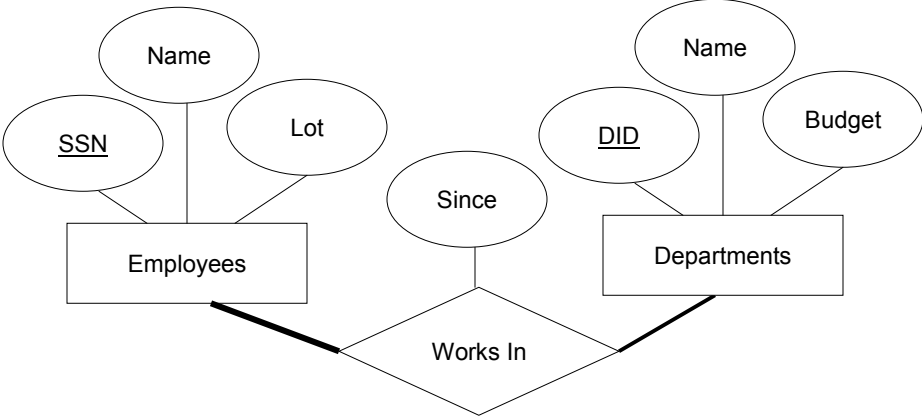 Name
Name
SSN
Lot
DID
Budget
Since
Employees
Departments
Works In